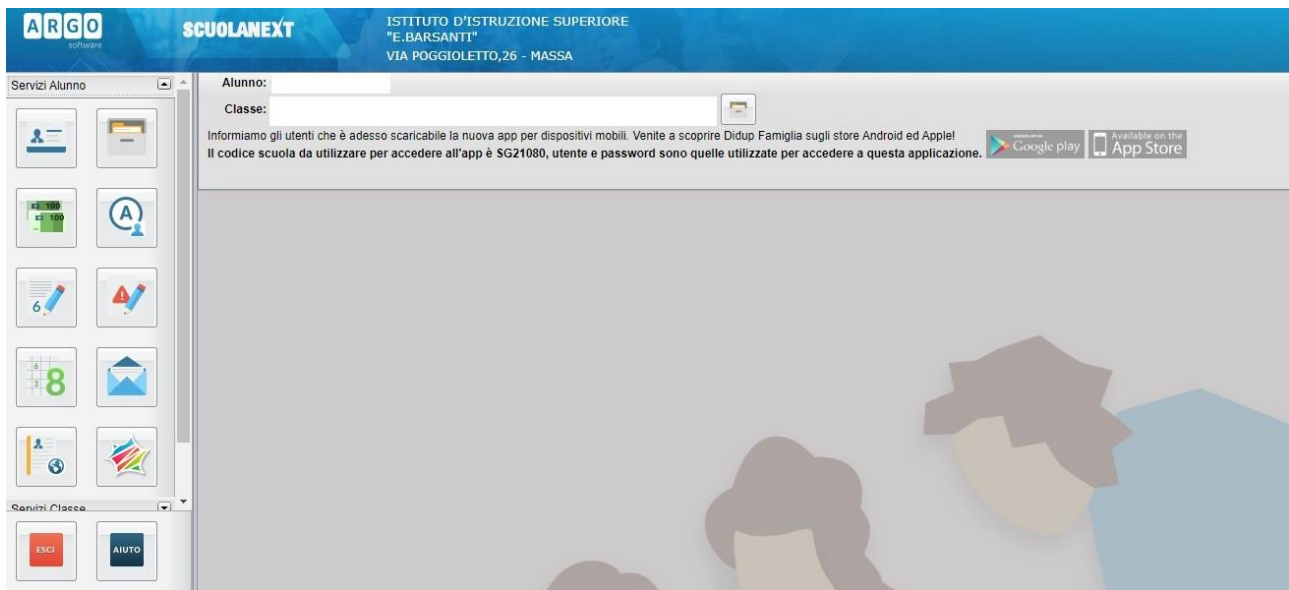 ARGO
software
SCUOLANEXT
ISTITUTO D'ISTRUZIONE SUPERIORE
"E.BARSANTI"
VIA POGGIOLETTO,26 - MASSA
Servizi Alunno
Alunno:
Classe:
Informiamo gli utenti che è adesso scaricabile la nuova app per dispositivi mobili. Venite a scoprire Didup Famiglia sugli store Android ed Apple!
Il codice scuola da utilizzare per accedere all'app è SG21080, utente e password sono quelle utilizzate per accedere a questa applicazione.
Google play
Available on the
App Store
100
100
A
6
6
3
8
Servizi Classe
ESCI
AIUTO